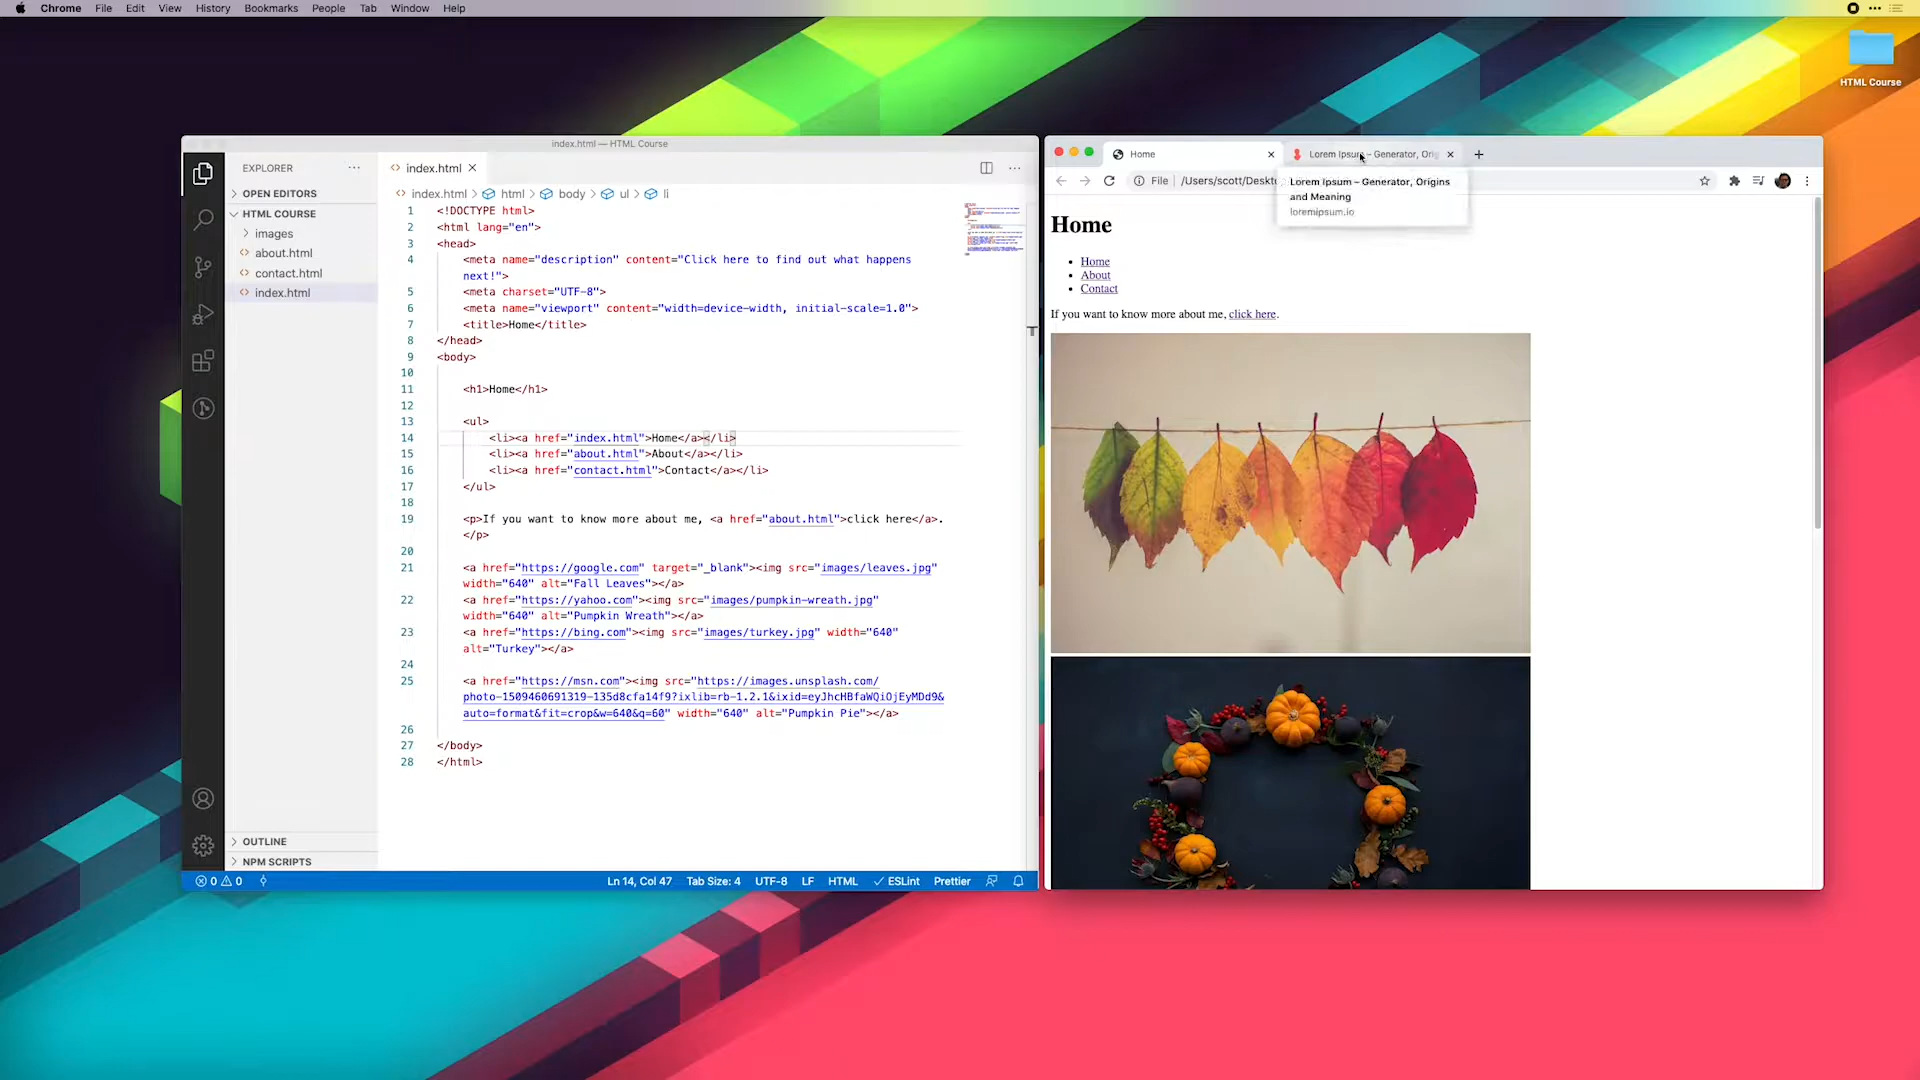 Chrome File Edit View History Bookmarks People Tab Window Help
HTML Course
index.html — HTML Course
EXPLORER
OPEN EDITORS
HTML COURSE
images
about.html
contact.html
index.html
OUTLINE
NPM SCRIPTS
index.html
index.html > html > body > ul > li
1 <!DOCTYPE html>
2 <html lang="en">
3 <head>
4 <meta name="description" content="Click here to find out what happens
next!">
5 <meta charset="UTF-8">
6 <meta name="viewport" content="width=device-width, initial-scale=1.0">
7 <title>Home</title>
8 </head>
9 <body>
10
11 <h1>Home</h1>
12
13 <ul>
14 <li><a href="index.html">Home</a></li>
15 <li><a href="about.html">About</a></li>
16 <li><a href="contact.html">Contact</a></li>
17 </ul>
18
19 <p>If you want to know more about me, <a href="about.html">click here</a>.
</p>
20
21 <a href="https://google.com" target="_blank"><img src="images/leaves.jpg"
width="640" alt="Fall Leaves"></a>
22 <a href="https://yahoo.com"><img src="images/pumpkin-wreath.jpg"
width="640" alt="Pumpkin Wreath"></a>
23 <a href="https://bing.com"><img src="images/turkey.jpg" width="640"
alt="Turkey"></a>
24
25 <a href="https://msn.com"><img src="https://images.unsplash.com/
photo-1509460691319-135d8cfa14f9?ixlib=rb-1.2.1&ixid=eyJhcHBfaWQiOjEyMDd9&
auto=format&fit=crop&w=640&q=60" width="640" alt="Pumpkin Pie"></a>
26
27 </body>
28 </html>
0 0
Ln 14, Col 47 Tab Size: 4 UTF-8 LF HTML ESLint Prettier
Home
Lorem Ipsum – Generator, Orig
File | /Users/scott/Deskt
Lorem Ipsum – Generator, Origins
and Meaning
loremipsum.io
Home
Home
About
Contact
If you want to know more about me, click here.